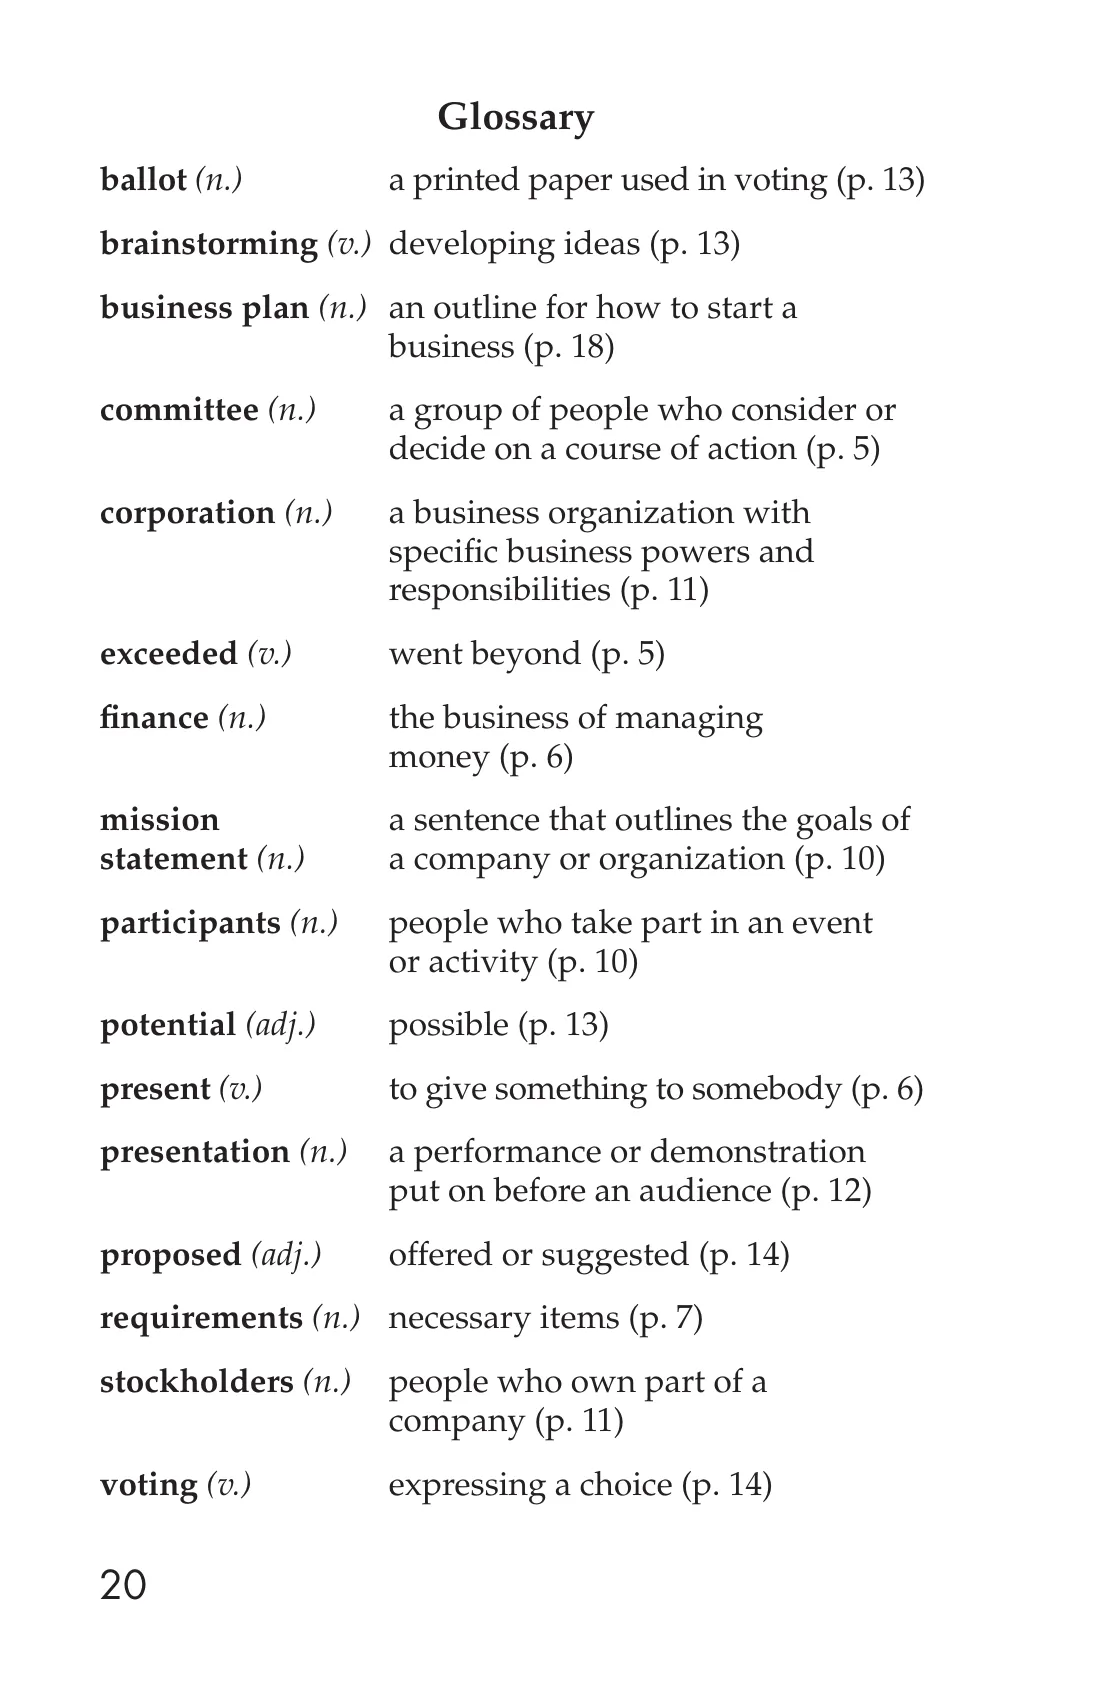 Glossary
ballot (n.) a printed paper used in voting (p. 13)
brainstorming (v.) developing ideas (p. 13)
business plan (n.) an outline for how to start a
business (p. 18)
committee (n.) a group of people who consider or
decide on a course of action (p. 5)
corporation (n.) a business organization with
specific business powers and
responsibilities (p. 11)
exceeded (v.) went beyond (p. 5)
finance (n.) the business of managing
money (p. 6)
mission a sentence that outlines the goals of
statement (n.) a company or organization (p. 10)
participants (n.) people who take part in an event
or activity (p. 10)
potential (adj.) possible (p. 13)
present (v.) to give something to somebody (p. 6)
presentation (n.) a performance or demonstration
put on before an audience (p. 12)
proposed (adj.) offered or suggested (p. 14)
requirements (n.) necessary items (p. 7)
stockholders (n.) people who own part of a
company (p. 11)
voting (v.) expressing a choice (p. 14)
20